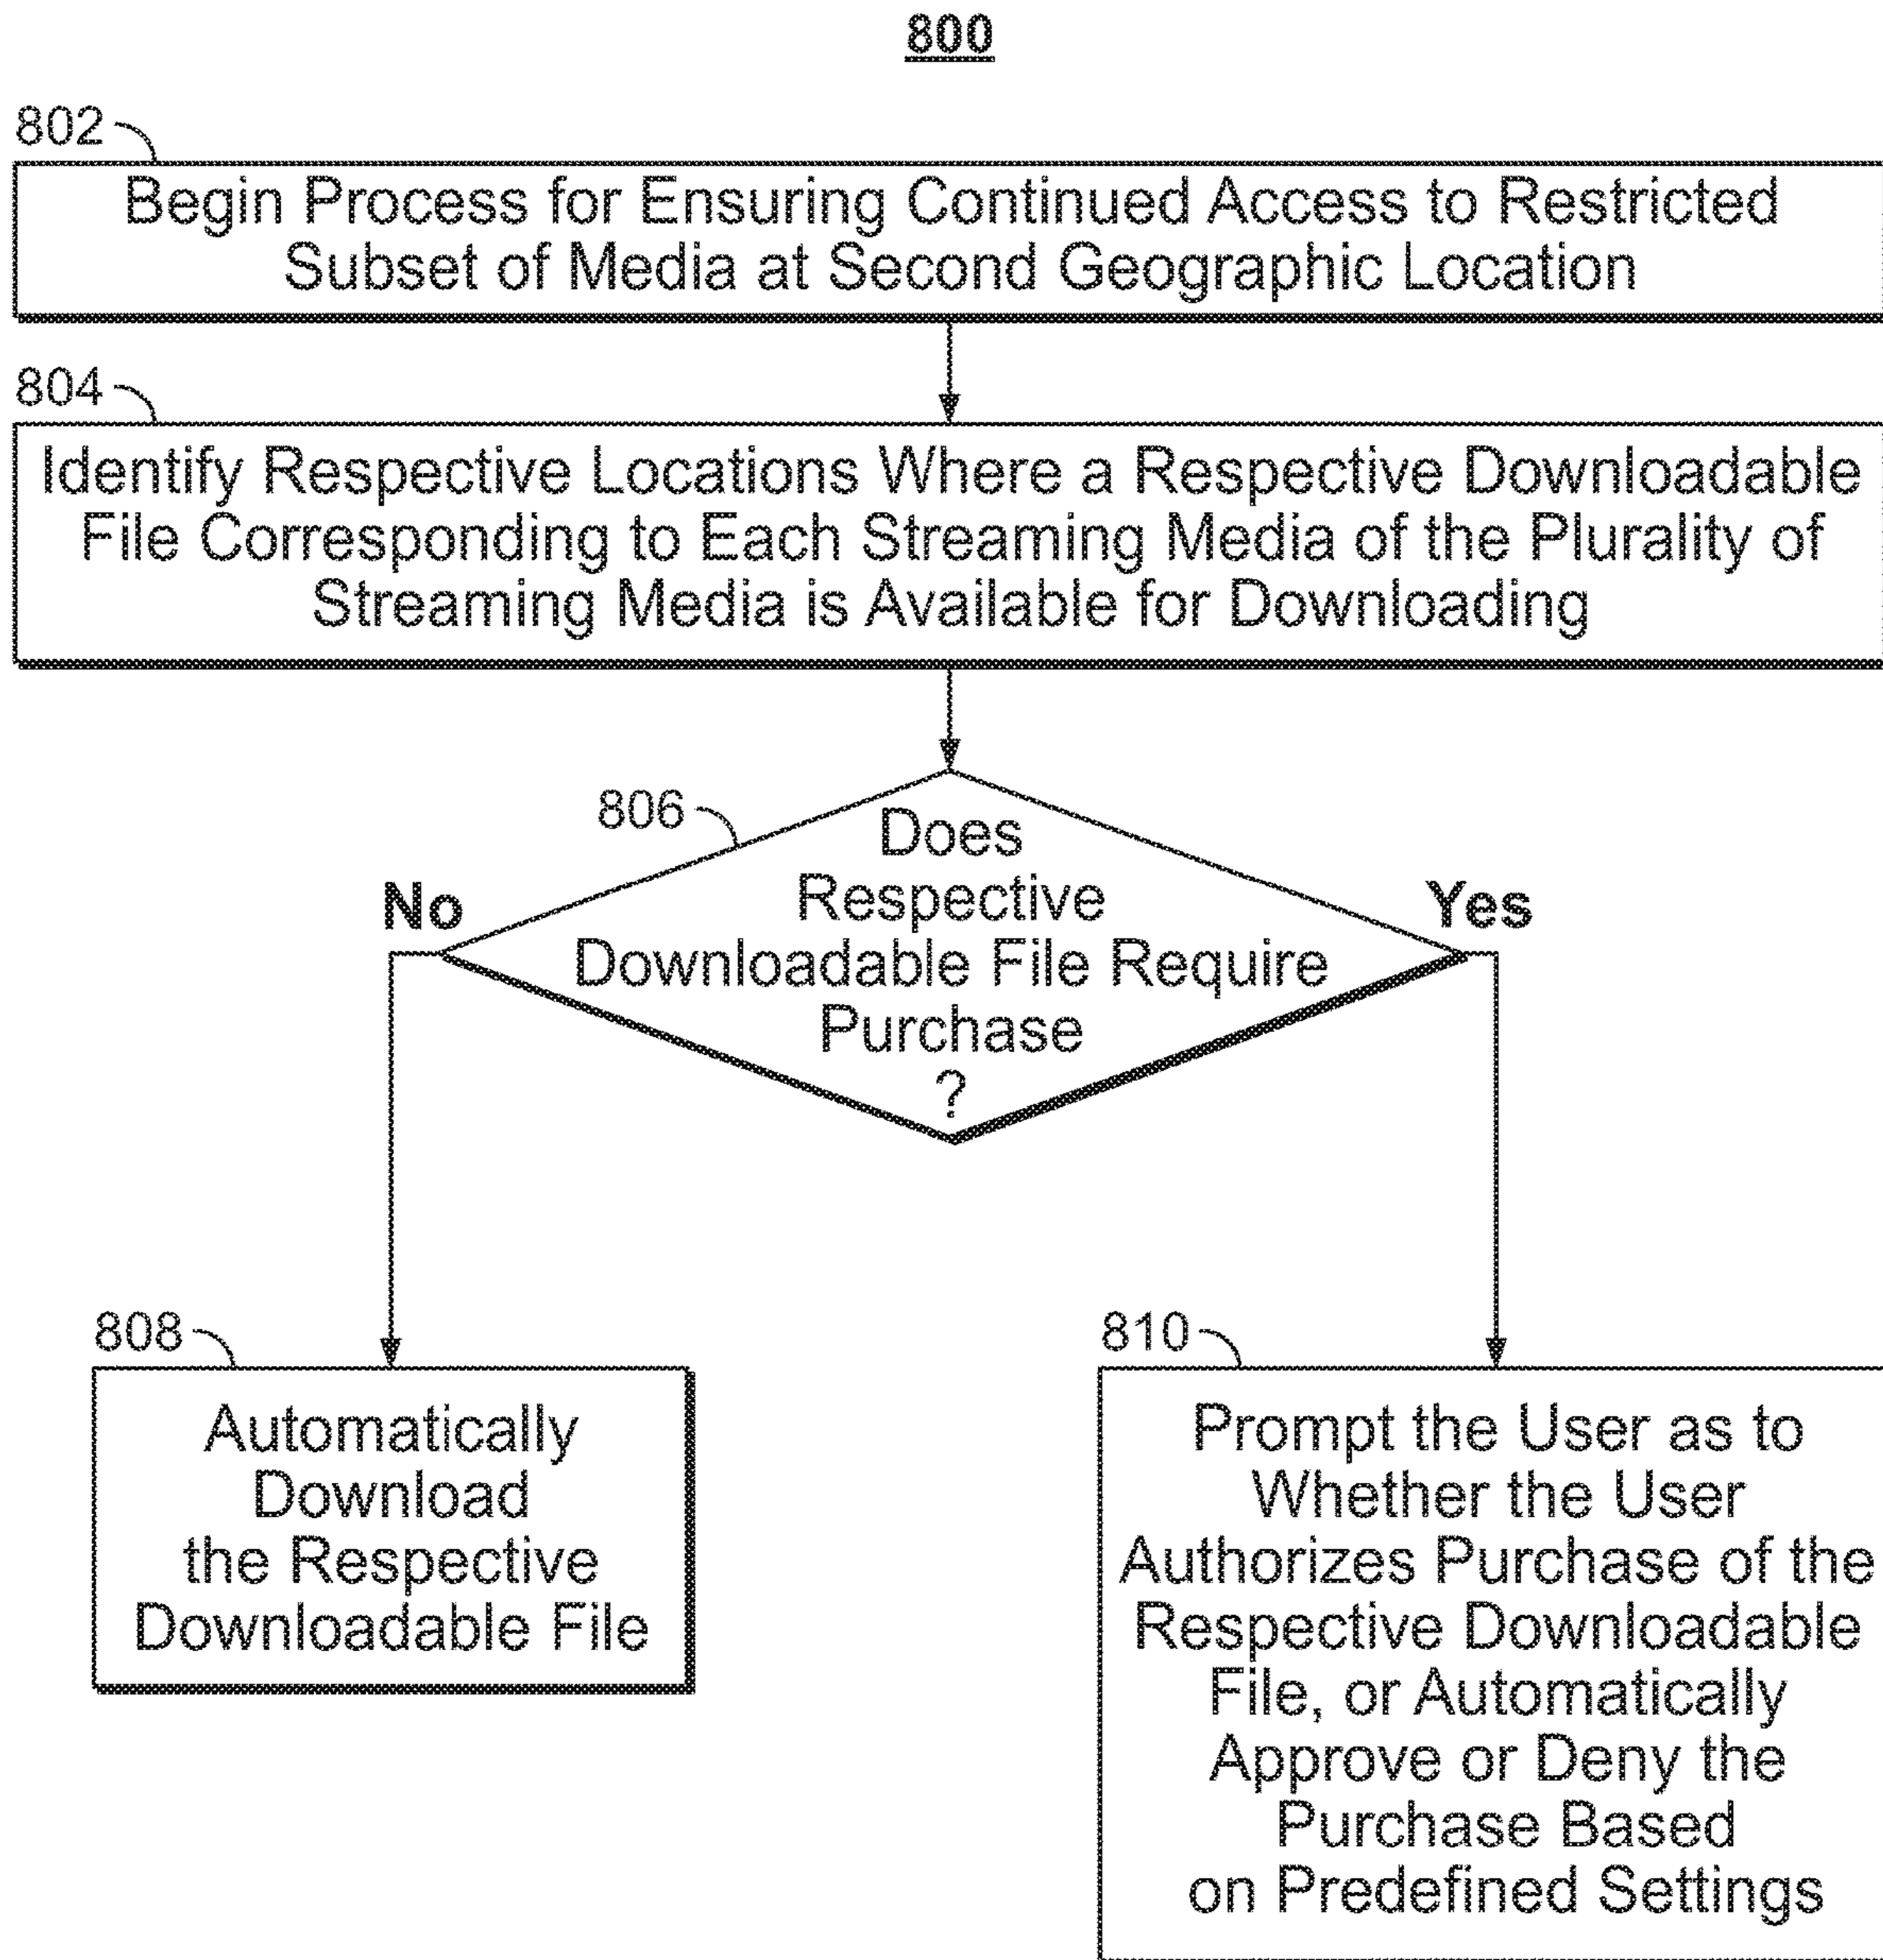 800
802
Begin Process for Ensuring Continued Access to Restricted
Subset of Media at Second Geographic Location
804
Identify Respective Locations Where a Respective Downloadable
File Corresponding to Each Streaming Media of the Plurality of
Streaming Media is Available for Downloading
806
Does
Respective
Downloadable File Require
Purchase
?
No
Yes
808
Automatically
Download
the Respective
Downloadable File
810
Prompt the User as to
Whether the User
Authorizes Purchase of the
Respective Downloadable
File, or Automatically
Approve or Deny the
Purchase Based
on Predefined Settings